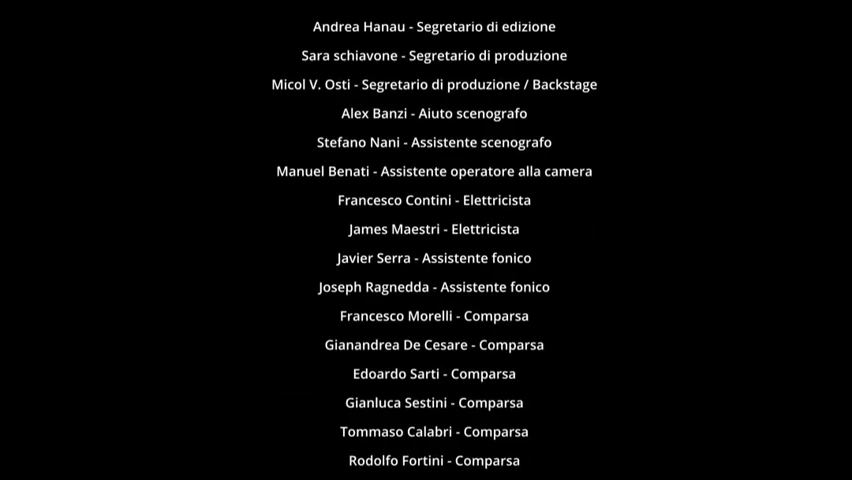 Andrea Hanau - Segretario di edizione
Sara schiavone - Segretario di produzione
Micol V. Osti - Segretario di produzione / Backstage
Alex Banzi - Aiuto scenografo
Stefano Nani - Assistente scenografo
Manuel Benati - Assistente operatore alla camera
Francesco Contini - Elettricista
James Maestri - Elettricista
Javier Serra - Assistente fonico
Joseph Ragnedda - Assistente fonico
Francesco Morelli - Comparsa
Gianandrea De Cesare - Comparsa
Edoardo Sarti - Comparsa
Gianluca Sestini - Comparsa
Tommaso Calabri - Comparsa
Rodolfo Fortini - Comparsa